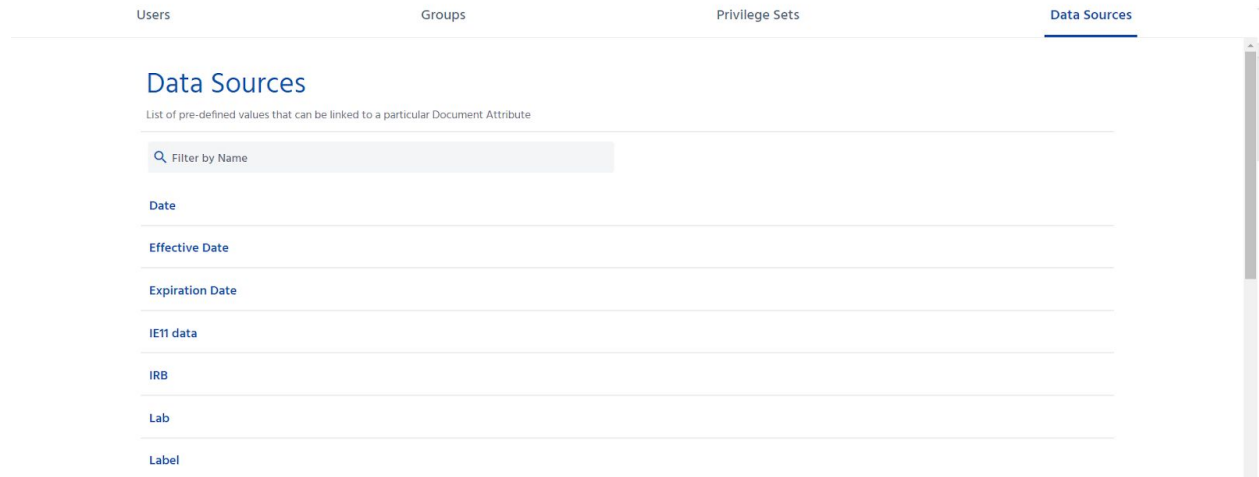 Users Groups Privilege Sets Data Sources
Data Sources
List of pre-defined values that can be linked to a particular Document Attribute
Filter by Name
Date
Effective Date
Expiration Date
IE11 data
IRB
Lab
Label